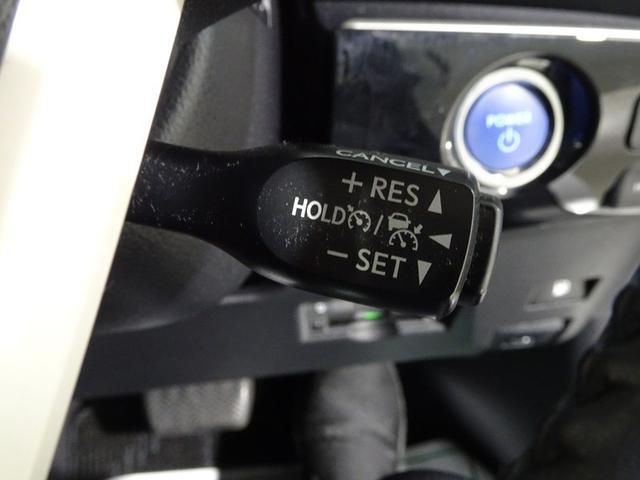 CANCEL▼
+ RES ▲
HOLD / ◀
− SET ▼
POWER